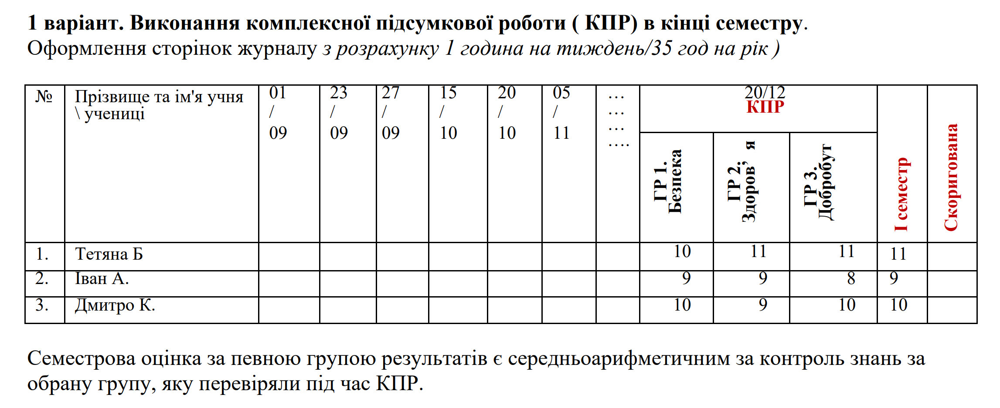 1 варіант. Виконання комплексної підсумкової роботи ( КПР) в кінці семестру.
Оформлення сторінок журналу з розрахунку 1 година на тиждень/35 год на рік )
№
Прізвище та ім'я учня
\ учениці
01
/
09
23
/
09
27
/
09
15
/
10
20
/
10
05
/
11
…
…
…
….
20/12
КПР
ГР 1.
Безпека
ГР 2.
Здоров’ я
ГР 3.
Добробут
І семестр
Скоригована
1. Тетяна Б 10 11 11 11
2. Іван А. 9 9 8 9
3. Дмитро К. 10 9 10 10
Семестрова оцінка за певною групою результатів є середньоарифметичним за контроль знань за
обрану групу, яку перевіряли під час КПР.